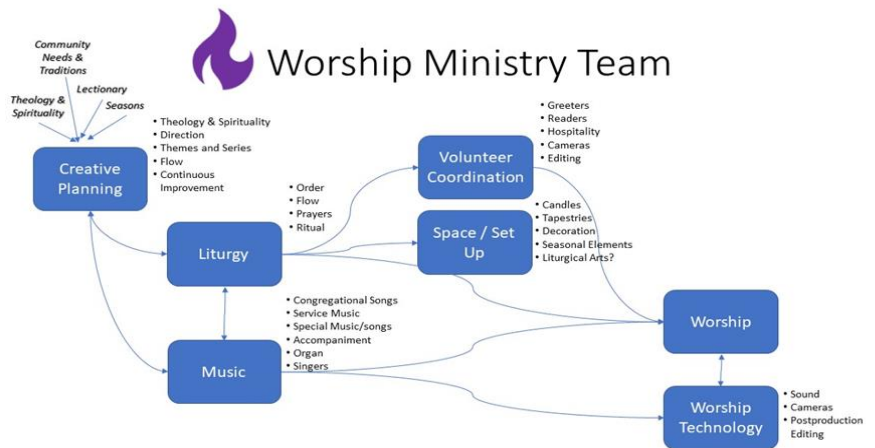 Worship Ministry Team
Community
Needs &
Traditions
Lectionary
Theology &
Spirituality
Seasons
Creative
Planning
• Theology & Spirituality
• Direction
• Themes and Series
• Flow
• Continuous
Improvement
Liturgy
• Order
• Flow
• Prayers
• Ritual
Volunteer
Coordination
• Greeters
• Readers
• Hospitality
• Cameras
• Editing
Space / Set
Up
• Candles
• Tapestries
• Decoration
• Seasonal Elements
• Liturgical Arts?
Music
• Congregational Songs
• Service Music
• Special Music/songs
• Accompaniment
• Organ
• Singers
Worship
Worship
Technology
• Sound
• Cameras
• Postproduction
Editing